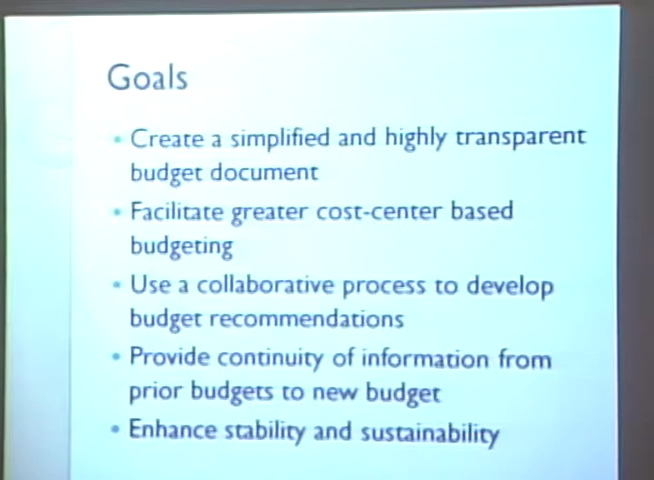 Goals
• Create a simplified and highly transparent
budget document
• Facilitate greater cost-center based
budgeting
• Use a collaborative process to develop
budget recommendations
• Provide continuity of information from
prior budgets to new budget
• Enhance stability and sustainability